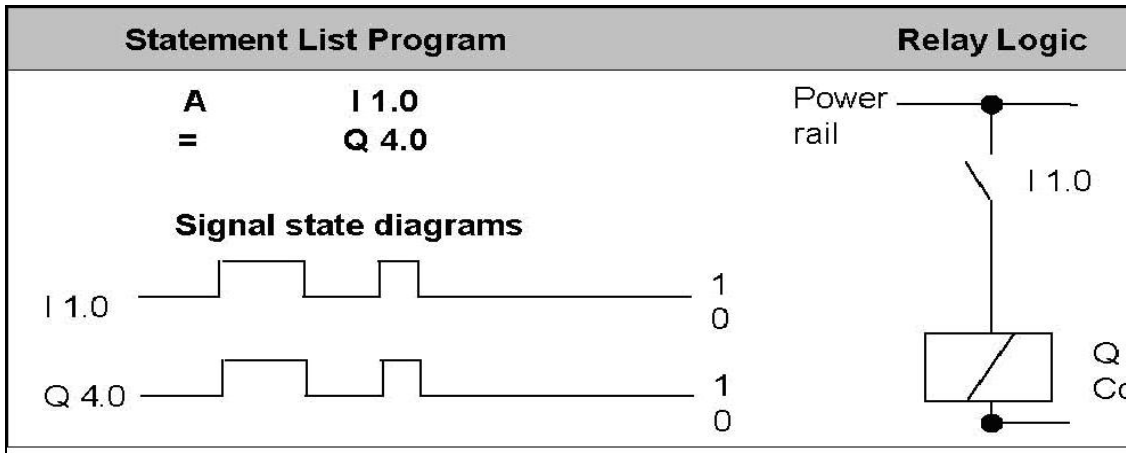 Statement List Program
Relay Logic
A I 1.0
= Q 4.0
Power
rail
I 1.0
Signal state diagrams
I 1.0
1
0
Q 4.0
1
0
Q
Co